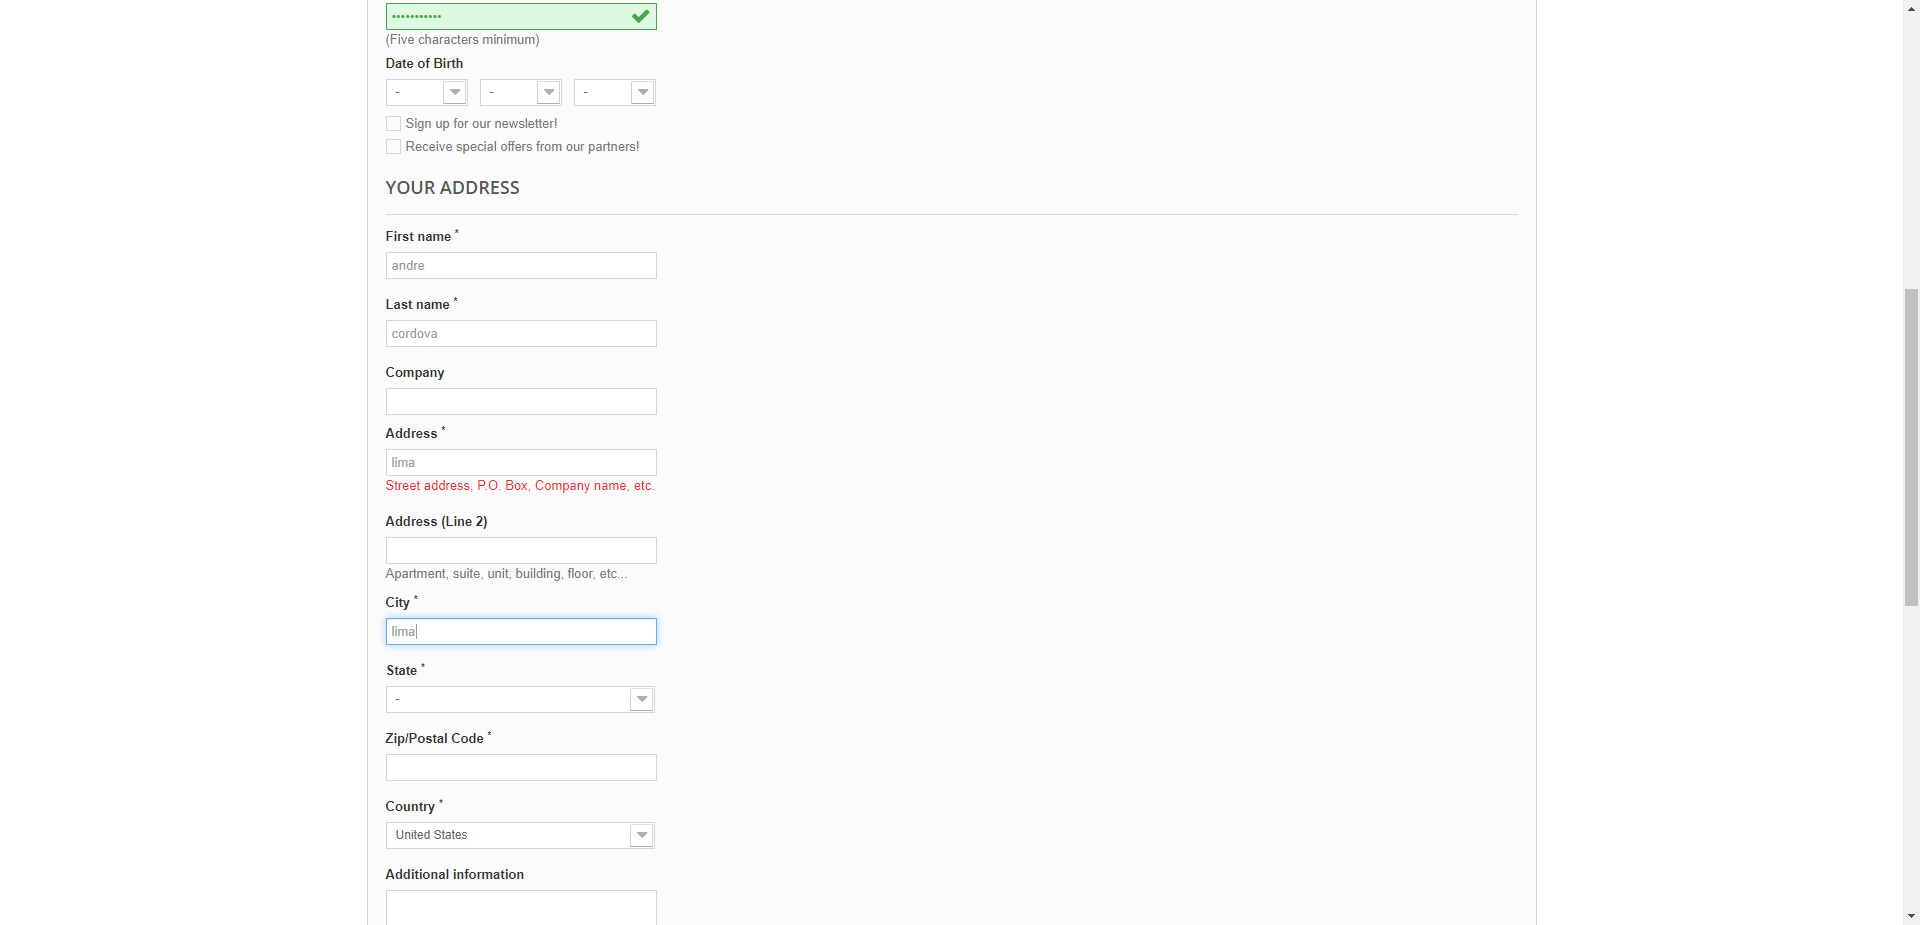 •••••••••••
(Five characters minimum)
Date of Birth
- - -
Sign up for our newsletter!
Receive special offers from our partners!
YOUR ADDRESS
First name *
andre
Last name *
cordova
Company
Address *
lima
Street address, P.O. Box, Company name, etc.
Address (Line 2)
Apartment, suite, unit, building, floor, etc...
City *
lima
State *
-
Zip/Postal Code *
Country *
United States
Additional information